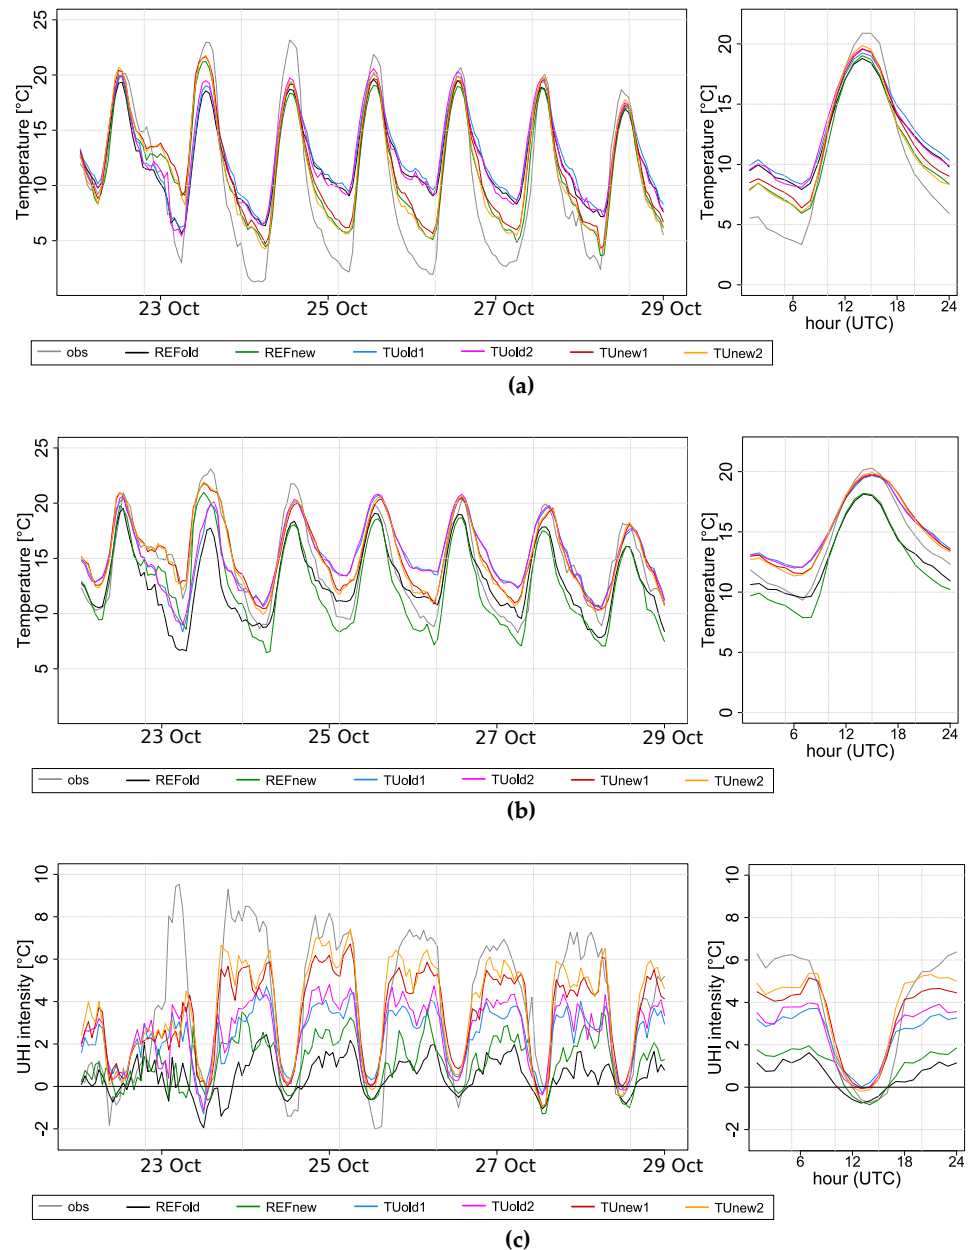 25
20
15
10
5
Temperature [°C]
23 Oct
25 Oct
27 Oct
29 Oct
20
15
10
5
0
Temperature [°C]
6
12
18
24
hour (UTC)
obs
REFold
REFnew
TUold1
TUold2
TUnew1
TUnew2
(a)
25
20
15
10
5
Temperature [°C]
23 Oct
25 Oct
27 Oct
29 Oct
20
15
10
5
0
Temperature [°C]
6
12
18
24
hour (UTC)
obs
REFold
REFnew
TUold1
TUold2
TUnew1
TUnew2
(b)
10
8
6
4
2
0
-2
UHI intensity [°C]
23 Oct
25 Oct
27 Oct
29 Oct
10
8
6
4
2
0
-2
UHI intensity [°C]
6
12
18
24
hour (UTC)
obs
REFold
REFnew
TUold1
TUold2
TUnew1
TUnew2
(c)